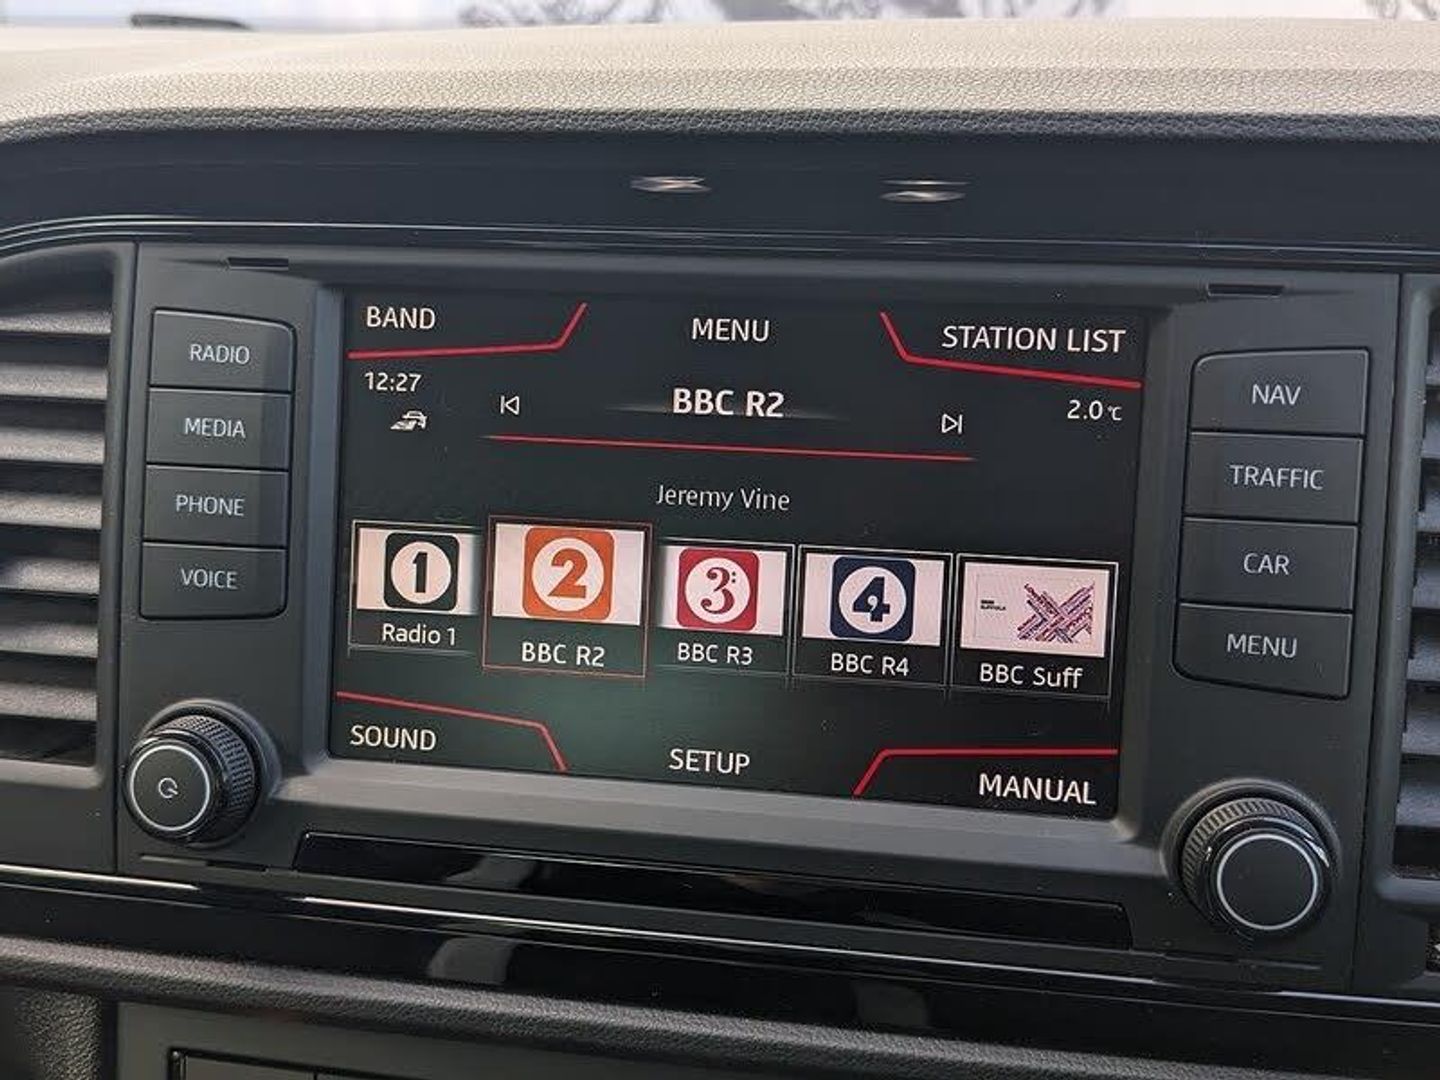 BAND
MENU
STATION LIST
RADIO
MEDIA
PHONE
VOICE
12:27
BBC R2
2.0°C
Jeremy Vine
1
2
3:
4
Radio 1
BBC R2
BBC R3
BBC R4
BBC Suff
SOUND
SETUP
MANUAL
NAV
TRAFFIC
CAR
MENU